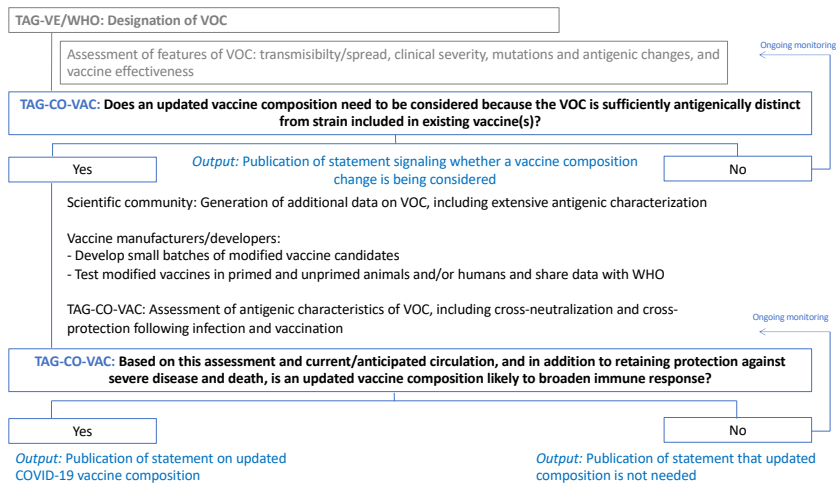 TAG-VE/WHO: Designation of VOC
Ongoing monitoring
Assessment of features of VOC: transmisibilty/spread, clinical severity, mutations and antigenic changes, and
vaccine effectiveness
TAG-CO-VAC: Does an updated vaccine composition need to be considered because the VOC is sufficiently antigenically distinct
from strain included in existing vaccine(s)?
Yes
Output: Publication of statement signaling whether a vaccine composition
change is being considered
No
Scientific community: Generation of additional data on VOC, including extensive antigenic characterization
Vaccine manufacturers/developers:
- Develop small batches of modified vaccine candidates
- Test modified vaccines in primed and unprimed animals and/or humans and share data with WHO
TAG-CO-VAC: Assessment of antigenic characteristics of VOC, including cross-neutralization and cross-
protection following infection and vaccination
Ongoing monitoring
TAG-CO-VAC: Based on this assessment and current/anticipated circulation, and in addition to retaining protection against
severe disease and death, is an updated vaccine composition likely to broaden immune response?
Yes
No
Output: Publication of statement on updated
COVID-19 vaccine composition
Output: Publication of statement that updated
composition is not needed